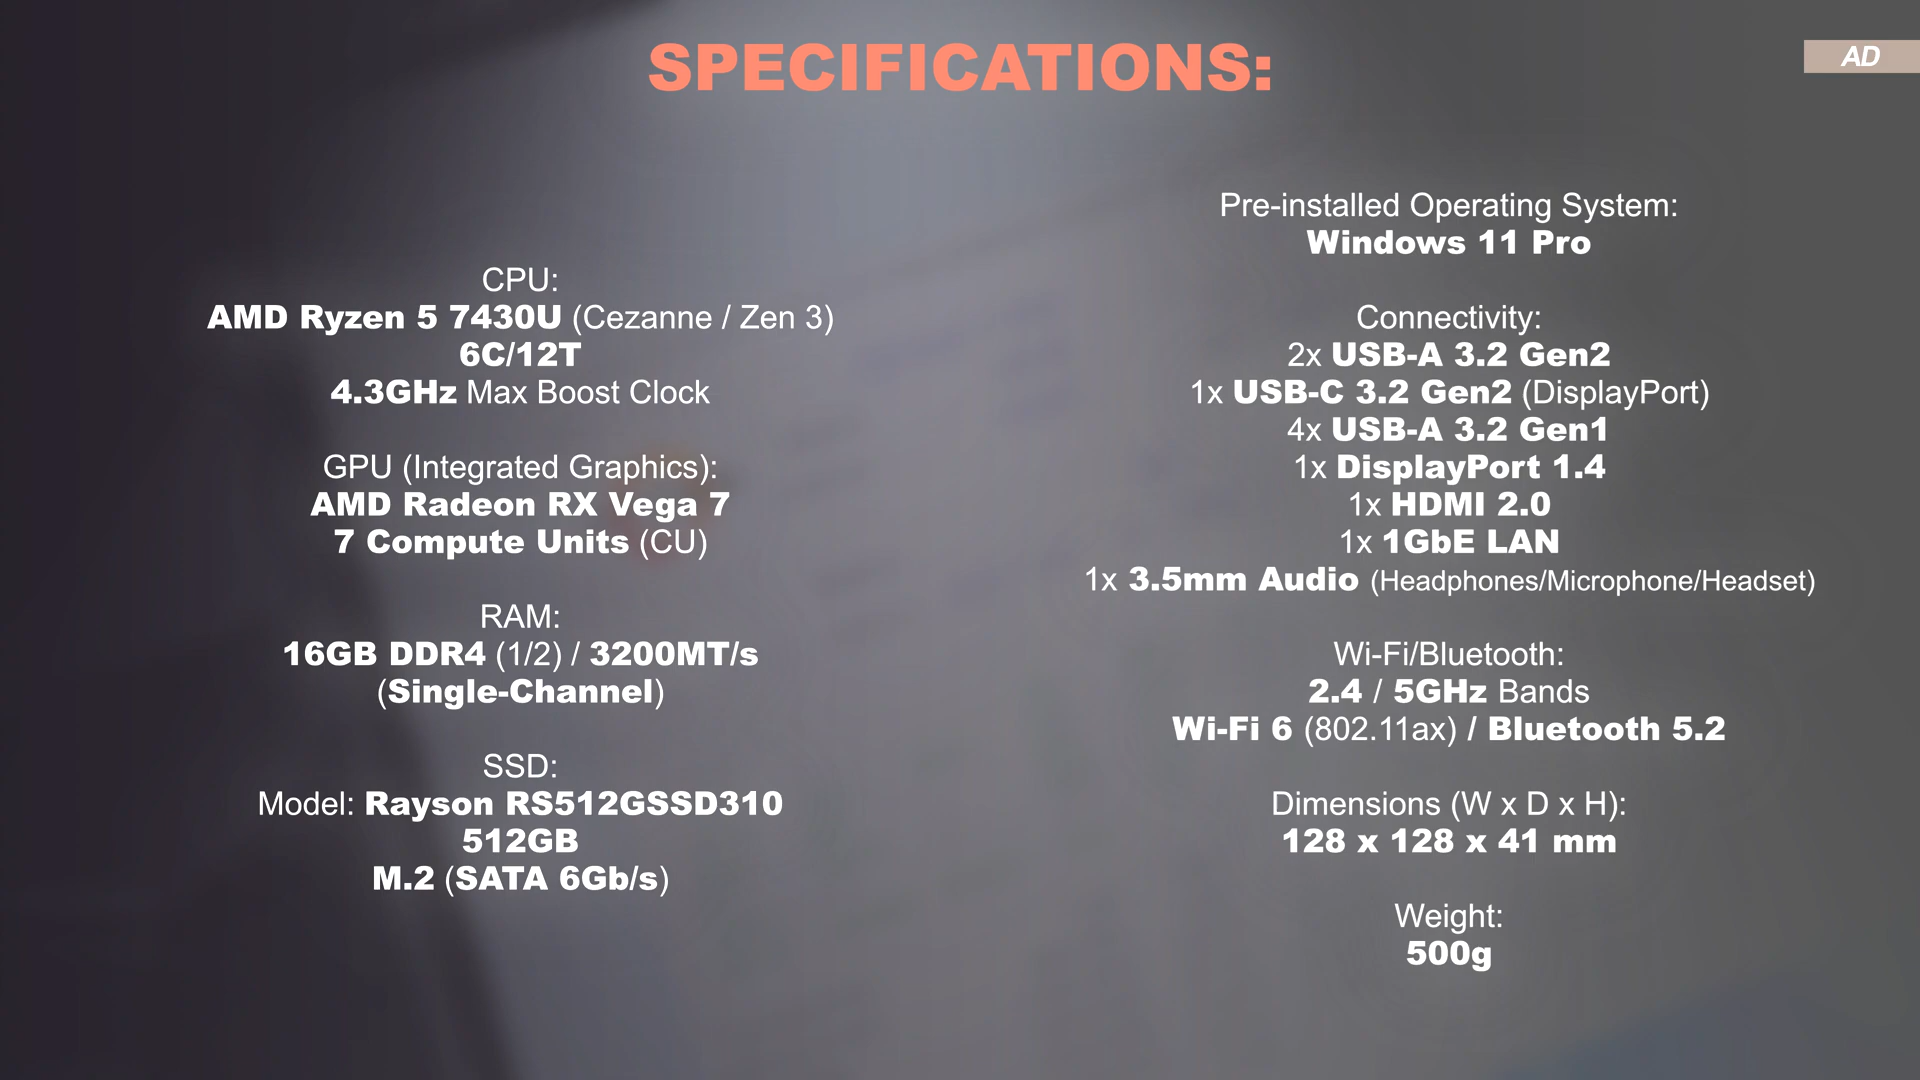 SPECIFICATIONS:
AD
CPU:
AMD Ryzen 5 7430U (Cezanne / Zen 3)
6C/12T
4.3GHz Max Boost Clock
GPU (Integrated Graphics):
AMD Radeon RX Vega 7
7 Compute Units (CU)
RAM:
16GB DDR4 (1/2) / 3200MT/s
(Single-Channel)
SSD:
Model: Rayson RS512GSSD310
512GB
M.2 (SATA 6Gb/s)
Pre-installed Operating System:
Windows 11 Pro
Connectivity:
2x USB-A 3.2 Gen2
1x USB-C 3.2 Gen2 (DisplayPort)
4x USB-A 3.2 Gen1
1x DisplayPort 1.4
1x HDMI 2.0
1x 1GbE LAN
1x 3.5mm Audio (Headphones/Microphone/Headset)
Wi-Fi/Bluetooth:
2.4 / 5GHz Bands
Wi-Fi 6 (802.11ax) / Bluetooth 5.2
Dimensions (W x D x H):
128 x 128 x 41 mm
Weight:
500g